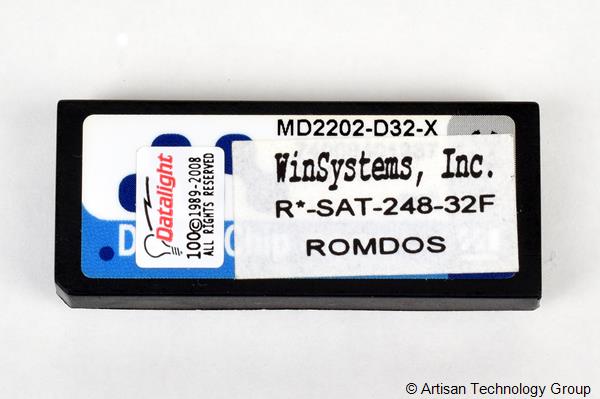 MD2202-D32-X
WinSystems, Inc.
R*-SAT-248-32F
ROMDOS
Datalight
100©1989-2008
ALL RIGHTS RESERVED
© Artisan Technology Group